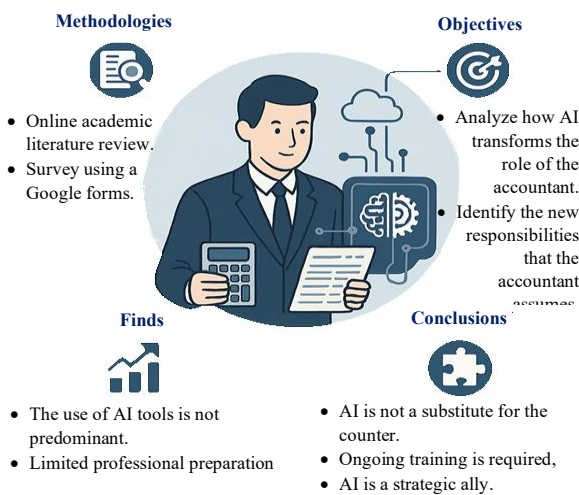 Methodologies
• Online academic
literature review.
• Survey using a
Google forms.
Objectives
• Analyze how AI
transforms the
role of the
accountant.
• Identify the new
responsibilities
that the
accountant
assumes.
Finds
• The use of AI tools is not
predominant.
• Limited professional preparation
Conclusions
• AI is not a substitute for the
counter.
• Ongoing training is required,
• AI is a strategic ally.